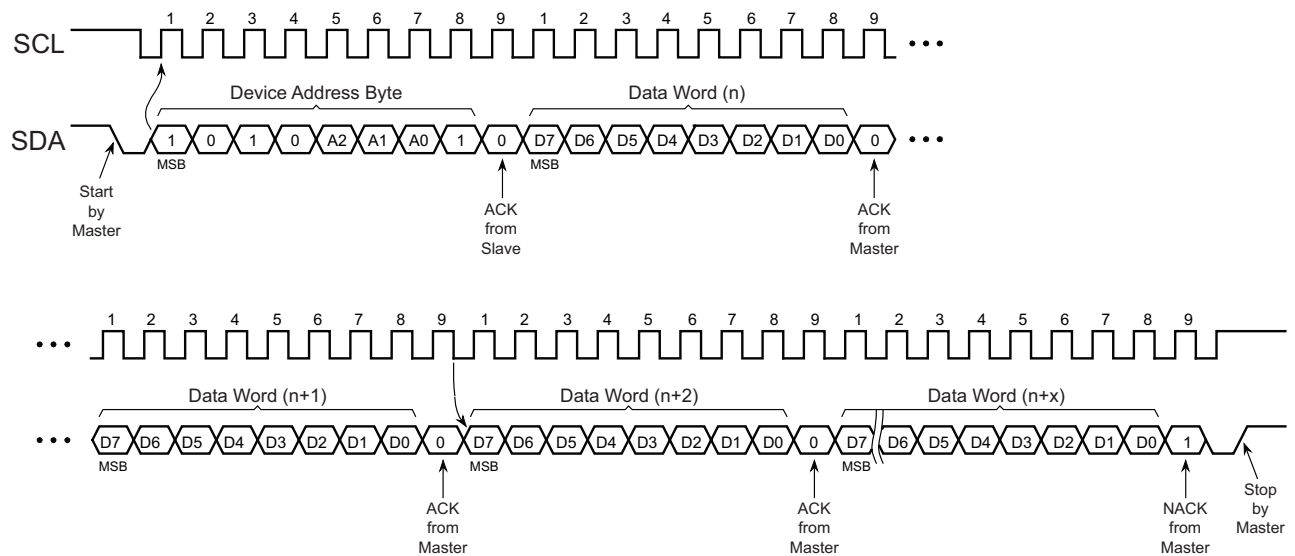 1 2 3 4 5 6 7 8 9 1 2 3 4 5 6 7 8 9
SCL
Device Address Byte Data Word (n)
SDA 1 0 1 0 A2 A1 A0 1 0 D7 D6 D5 D4 D3 D2 D1 D0 0
MSB MSB
Start
by
Master
ACK
from
Slave
ACK
from
Master
1 2 3 4 5 6 7 8 9 1 2 3 4 5 6 7 8 9 1 2 3 4 5 6 7 8 9
Data Word (n+1) Data Word (n+2) Data Word (n+x)
D7 D6 D5 D4 D3 D2 D1 D0 0 D7 D6 D5 D4 D3 D2 D1 D0 0 D7 D6 D5 D4 D3 D2 D1 D0 1
MSB MSB MSB
ACK
from
Master
ACK
from
Master
NACK
from
Master
Stop
by
Master